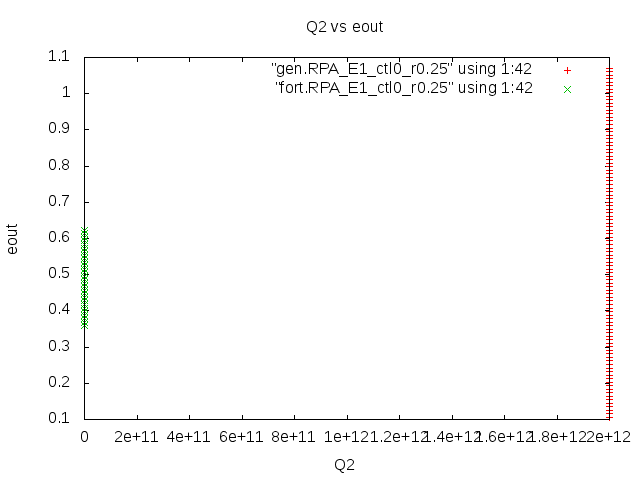 Q2 vs eout
"gen.RPA_E1_ctl0_r0.25" using 1:42
"fort.RPA_E1_ctl0_r0.25" using 1:42
1.1
1
0.9
0.8
0.7
0.6
0.5
0.4
0.3
0.2
0.1
eout
0 2e+11 4e+11 6e+11 8e+11 1e+12 1.2e+12 1.4e+12 1.6e+12 1.8e+12 2e+12
Q2